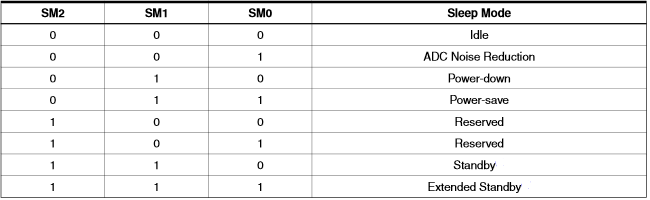 SM2 SM1 SM0 Sleep Mode
0 0 0 Idle
0 0 1 ADC Noise Reduction
0 1 0 Power-down
0 1 1 Power-save
1 0 0 Reserved
1 0 1 Reserved
1 1 0 Standby
1 1 1 Extended Standby